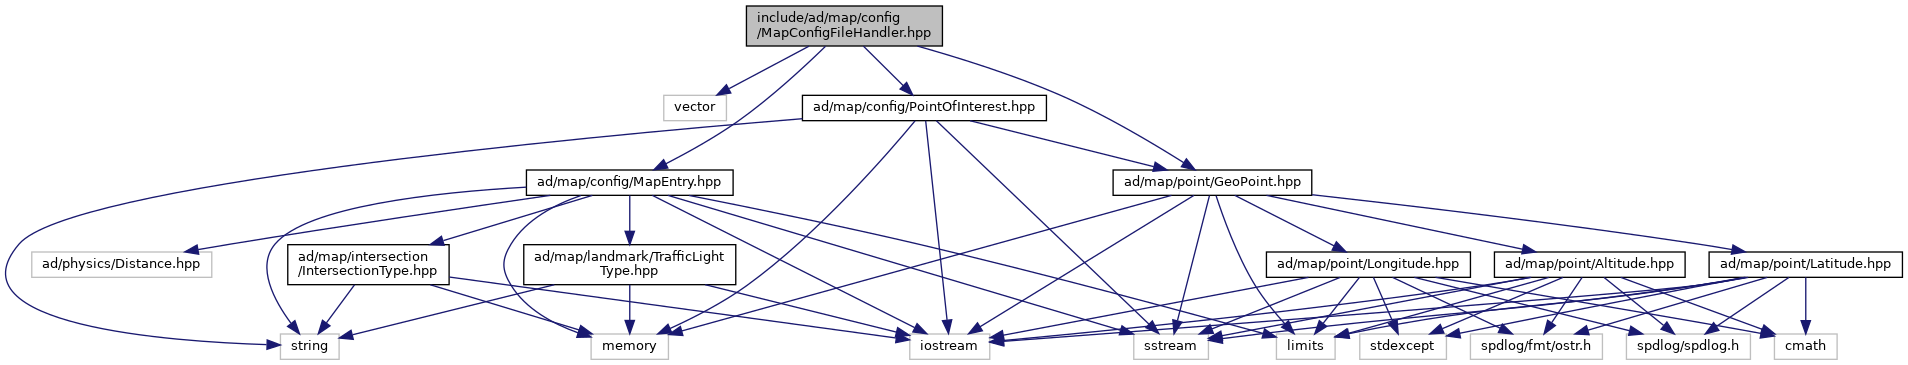 include/ad/map/config
/MapConfigFileHandler.hpp
vector
ad/map/config/PointOfInterest.hpp
ad/map/config/MapEntry.hpp
ad/map/point/GeoPoint.hpp
ad/physics/Distance.hpp
ad/map/intersection
/IntersectionType.hpp
ad/map/landmark/TrafficLight
Type.hpp
ad/map/point/Longitude.hpp
ad/map/point/Altitude.hpp
ad/map/point/Latitude.hpp
string
memory
iostream
sstream
limits
stdexcept
spdlog/fmt/ostr.h
spdlog/spdlog.h
cmath